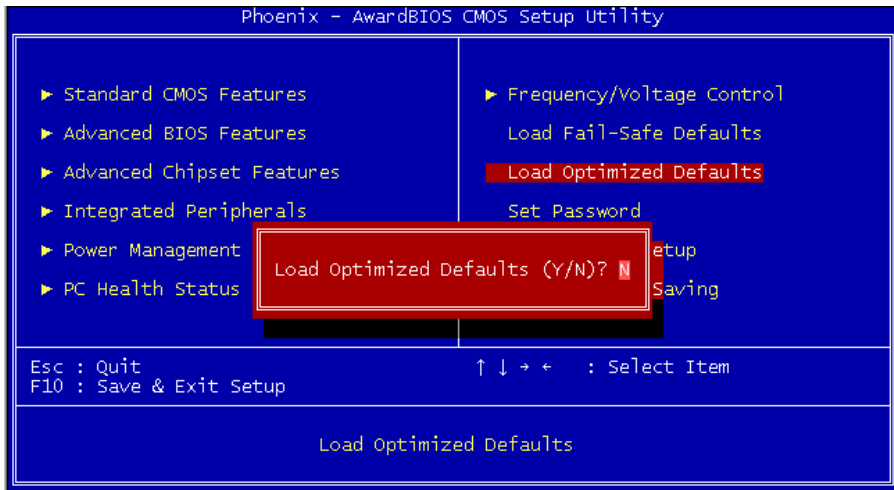 Phoenix - AwardBIOS CMOS Setup Utility
► Standard CMOS Features
► Advanced BIOS Features
► Advanced Chipset Features
► Integrated Peripherals
► Power Management
► PC Health Status
► Frequency/Voltage Control
Load Fail-Safe Defaults
Load Optimized Defaults
Set Password
etup
Saving
Load Optimized Defaults (Y/N)? N
Esc : Quit
F10 : Save & Exit Setup
↑ ↓ → ← : Select Item
Load Optimized Defaults